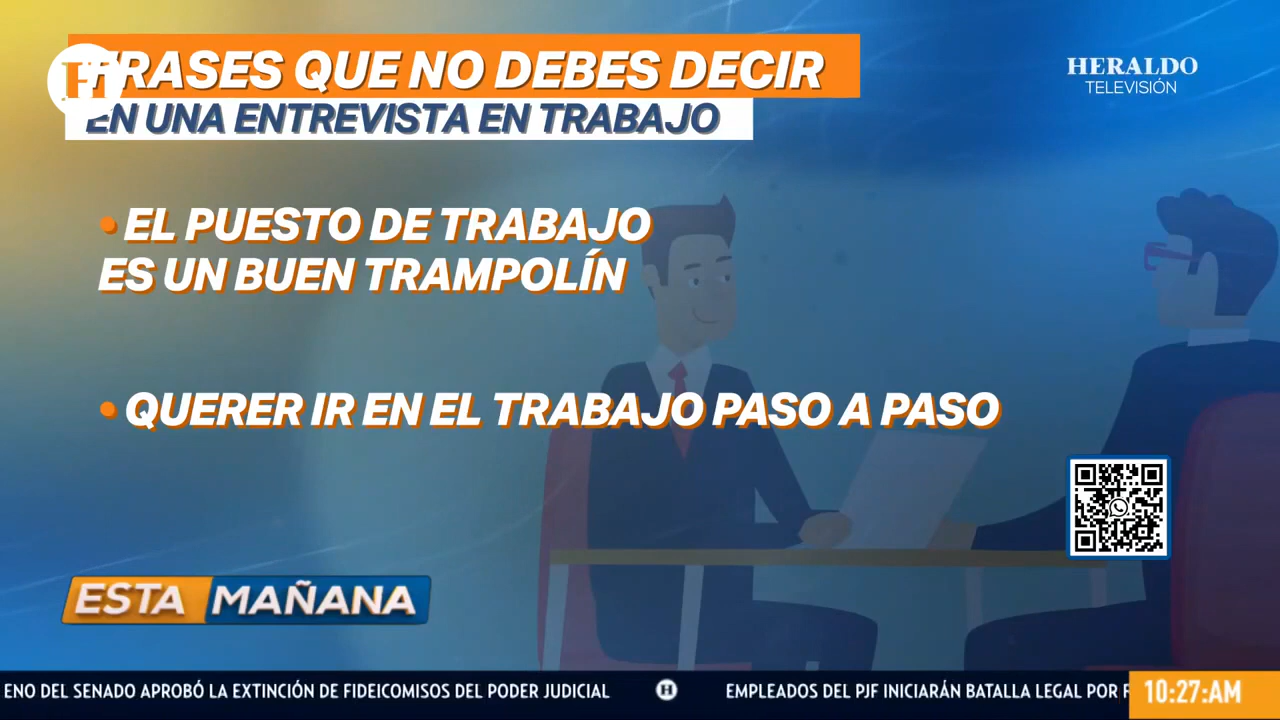 FRASES QUE NO DEBES DECIR
EN UNA ENTREVISTA EN TRABAJO
HERALDO
TELEVISIÓN
• EL PUESTO DE TRABAJO
ES UN BUEN TRAMPOLÍN
• QUERER IR EN EL TRABAJO PASO A PASO
ESTA MAÑANA
ENO DEL SENADO APROBÓ LA EXTINCIÓN DE FIDEICOMISOS DEL PODER JUDICIAL H EMPLEADOS DEL PJF INICIARÁN BATALLA LEGAL POR F 10:27:AM